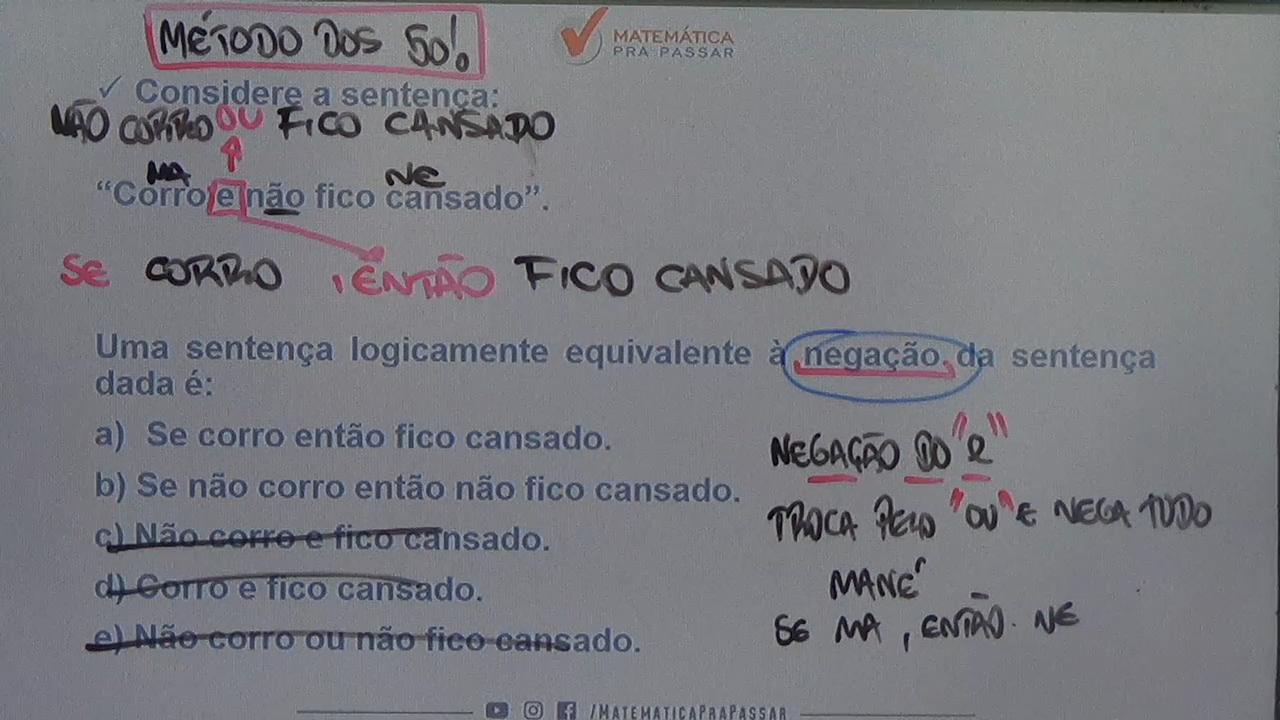 MÉTODO DOS 50!
MATEMÁTICA
PRA PASSAR
✓ Considere a sentença:
NÃO CORRO OU FICO CANSADO
MA NE
“Corro e não fico cansado”.
SE CORRO , ENTÃO FICO CANSADO
Uma sentença logicamente equivalente à negação da sentença
dada é:
a) Se corro então fico cansado.
b) Se não corro então não fico cansado.
c) Não corro e fico cansado.
d) Corro e fico cansado.
e) Não corro ou não fico cansado.
NEGAÇÃO DO "e"
TROCA PELO "OU" E NEGA TUDO
MANÉ
SE MA , ENTÃO. NE
/MATEMATICAPRAPASSAR